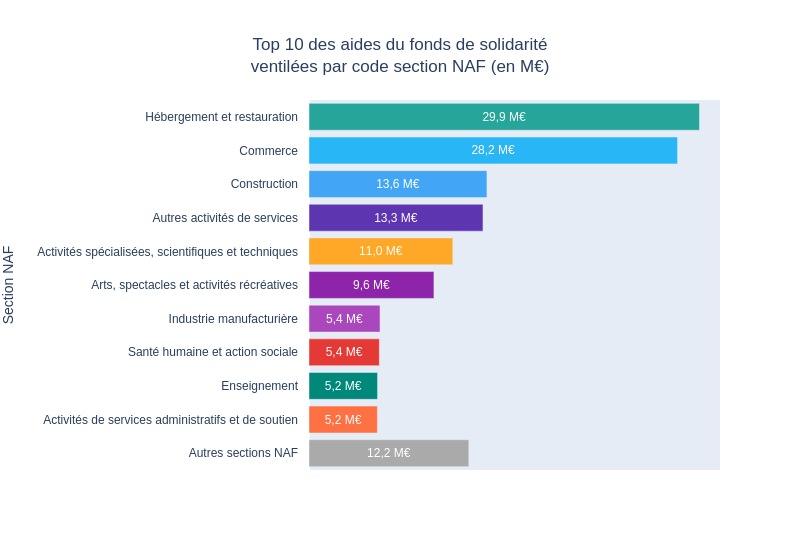 Top 10 des aides du fonds de solidarité
ventilées par code section NAF (en M€)
Section NAF
Hébergement et restauration 29,9 M€
Commerce 28,2 M€
Construction 13,6 M€
Autres activités de services 13,3 M€
Activités spécialisées, scientifiques et techniques 11,0 M€
Arts, spectacles et activités récréatives 9,6 M€
Industrie manufacturière 5,4 M€
Santé humaine et action sociale 5,4 M€
Enseignement 5,2 M€
Activités de services administratifs et de soutien 5,2 M€
Autres sections NAF 12,2 M€